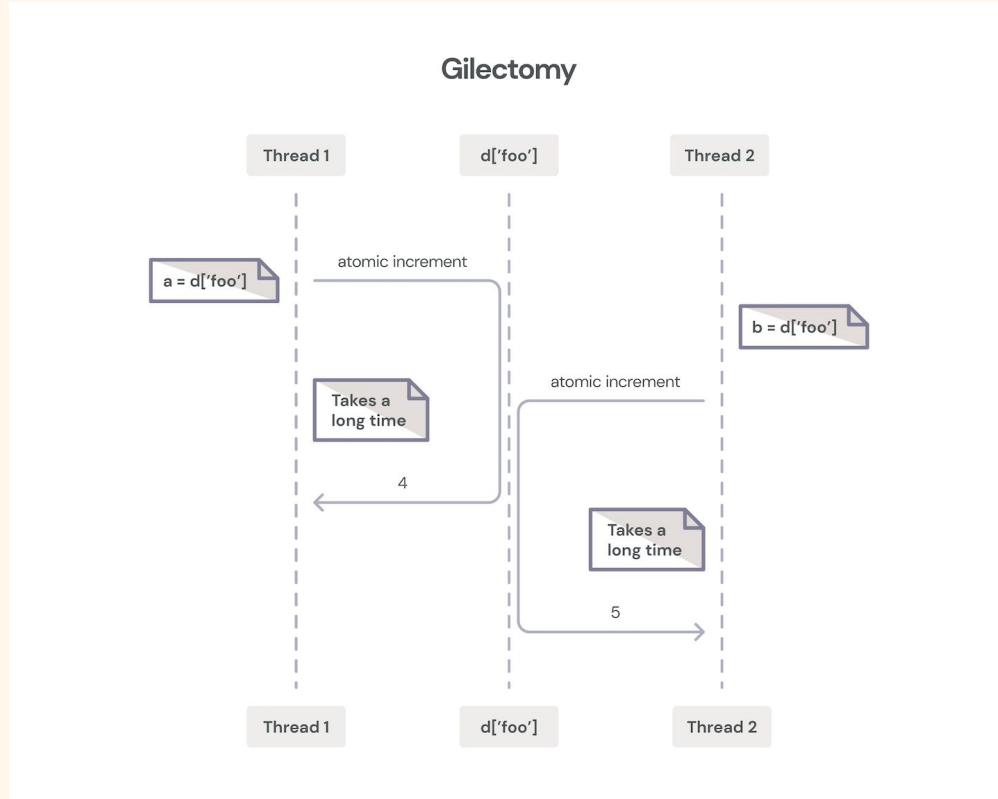 Gilectomy
Thread 1
d[’foo’]
Thread 2
atomic increment
a = d[’foo’]
b = d[’foo’]
atomic increment
Takes a
long time
4
Takes a
long time
5
Thread 1
d[’foo’]
Thread 2